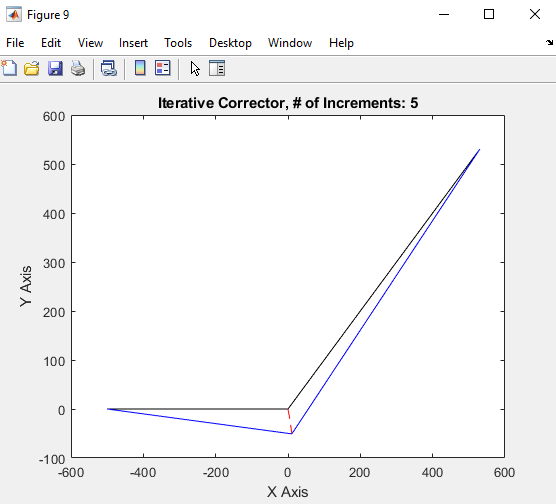 Figure 9
File Edit View Insert Tools Desktop Window Help
Iterative Corrector, # of Increments: 5
600
500
400
300
200
100
0
-100
Y Axis
-600 -400 -200 0 200 400 600
X Axis